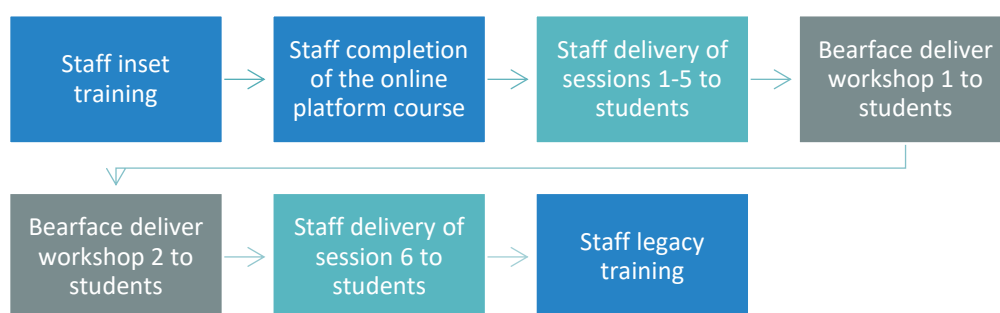 Staff inset
training
Staff completion
of the online
platform course
Staff delivery of
sessions 1-5 to
students
Bearface deliver
workshop 1 to
students
Bearface deliver
workshop 2 to
students
Staff delivery of
session 6 to
students
Staff legacy
training